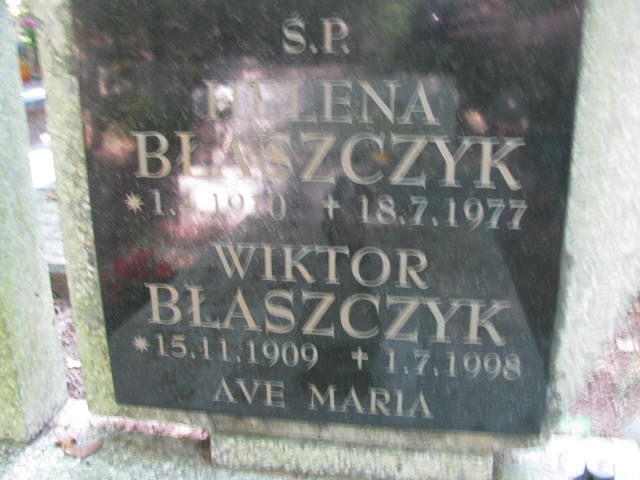 Ś.P.
HELENA
BŁASZCZYK
+ 18.7.1977
WIKTOR
BŁASZCZYK
*15.11.1909 + 1.7.1998
AVE MARIA